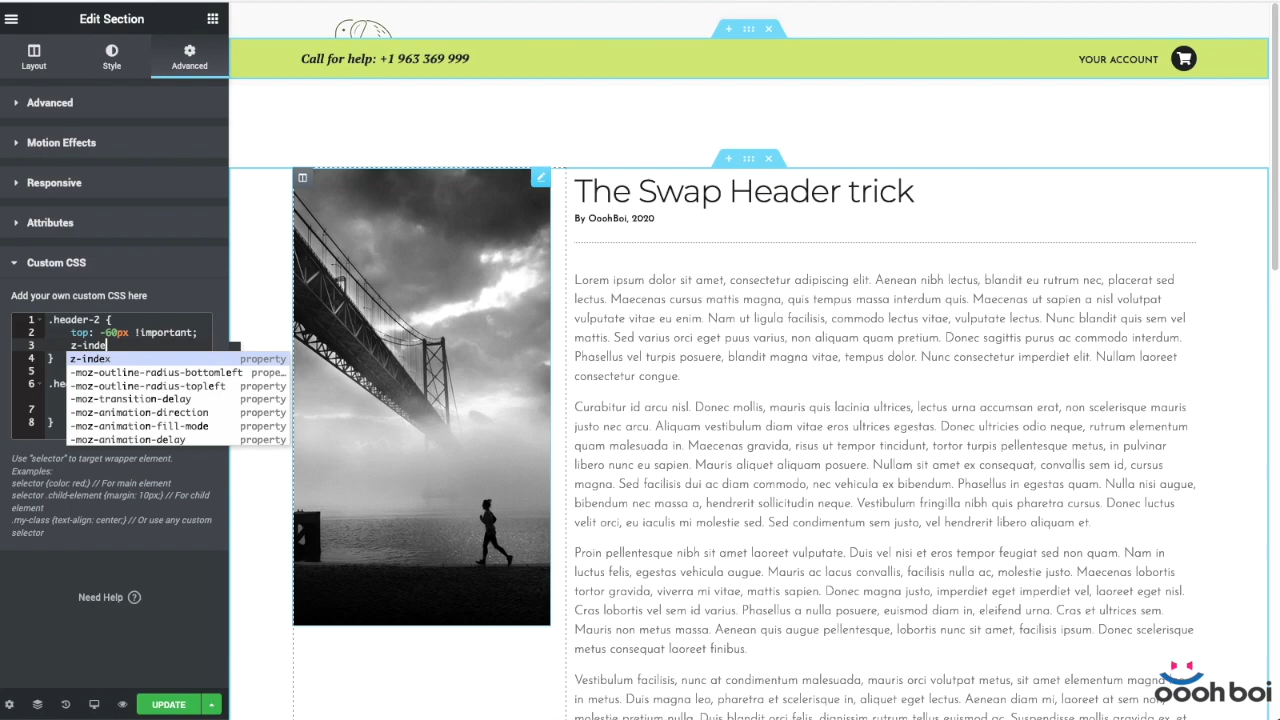 Edit Section
Layout
Style
Advanced
Advanced
Motion Effects
Responsive
Attributes
Custom CSS
Add your own custom CSS here
1 .header-2 {
2 top: -60px !important;
3 z-inde
4 }
5
6 .he
7
8 }
z-index property
-moz-outline-radius-bottomleft prope…
-moz-outline-radius-topleft property
-moz-transition-delay property
-moz-animation-direction property
-moz-animation-fill-mode property
-moz-animation-delay property
Use "selector" to target wrapper element.
Examples:
selector {color: red;} // For main element
selector .child-element {margin: 10px;} // For child
element
.my-class {text-align: center;} // Or use any custom
selector
Need Help ?
UPDATE
Call for help: +1 963 369 999
YOUR ACCOUNT
The Swap Header trick
By OoohBoi, 2020
Lorem ipsum dolor sit amet, consectetur adipiscing elit. Aenean nibh lectus, blandit eu rutrum nec, placerat sed
lectus. Maecenas cursus mattis magna, quis tempus massa interdum quis. Maecenas ut sapien a nisl volutpat
vulputate vitae eu enim. Nam ut ligula facilisis, commodo lectus vitae, vulputate lectus. Nunc blandit quis sem vel
mattis. Sed varius orci eget puus euismod, non aliquam quam pretium. Donec sagittis purus ac commodo interdum.
Phasellus vel turpis posuere, blandit magna vitae, tempus dolor. Nunc consectetur imperdiet elit. Nullam laoreet
consectetur congue.
Curabitur id arcu nisl. Donec mollis, mauris quis lacinia ultrices, lectus urna accumsan erat, non scelerisque mauris
justo nec arcu. Aliquam vestibulum diam vitae eros ultrices egestas. Donec ultricies odio neque, rutrum elementum
quam malesuada in. Maecenas gravida, risus ut tempor tincidunt, tortor turpis pellentesque metus, in pulvinar
libero nunc eu sapien. Mauris aliquet aliquam posuere. Nullam sit amet ex consequat, convallis sem id, cursus
magna. Sed facilisis dui ac diam commodo, nec vehicula ex bibendum. Phasellus in egestas quam. Nulla nisi augue,
bibendum nec massa a, hendrerit sollicitudin neque. Vestibulum fringilla nibh quis pharetra cursus. Donec luctus
velit orci, eu iaculis mi molestie sed. Sed condimentum sem justo, vel hendrerit libero aliquam et.
Proin pellentesque nibh sit amet laoreet vulputate. Duis vel nisi et eros tempor feugiat sed non quam. Nam in
luctus felis, egestas vehicula augue. Mauris ac lacus convallis, facilisis nulla ac, molestie justo. Maecenas lobortis
tortor gravida, viverra mi vitae, mattis sapien. Donec magna justo, imperdiet eget imperdiet vel, laoreet eget nisl.
Cras lobortis vel sem id varius. Phasellus a nulla posuere, euismod diam in, eleifend urna. Cras et ultrices sem.
Mauris non metus massa. Aenean quis augue pellentesque, lobortis nunc sit amet, facilisis ipsum. Donec scelerisque
metus consequat laoreet finibus.
Vestibulum facilisis, nunc at condimentum malesuada, mauris orci volutpat metus, sit amet elementum magna
in metus. Duis magna leo, pharetra et scelerisque in, aliquet eget lectus. Aenean diam mi, laoreet at sem non,
oooh boi